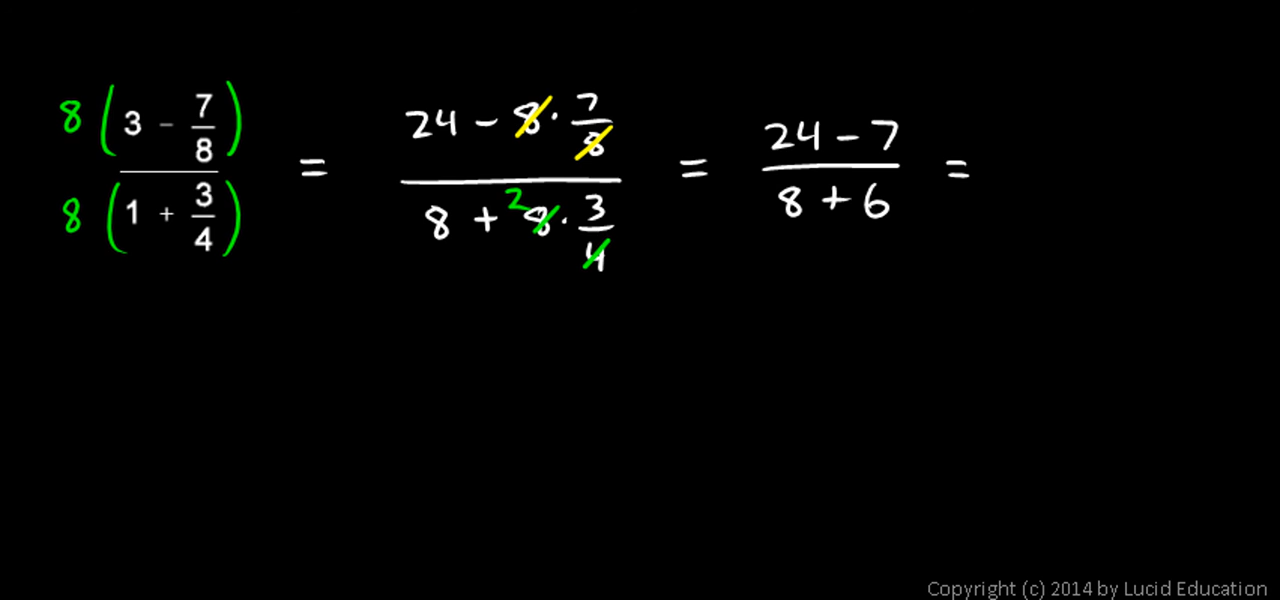 8 ( 3 - 7/8 ) / 8 ( 1 + 3/4 ) = 24 - 8 · 7/8 / 8 + 2 8 · 3/4 = 24 - 7 / 8 + 6 =
Copyright (c) 2014 by Lucid Education